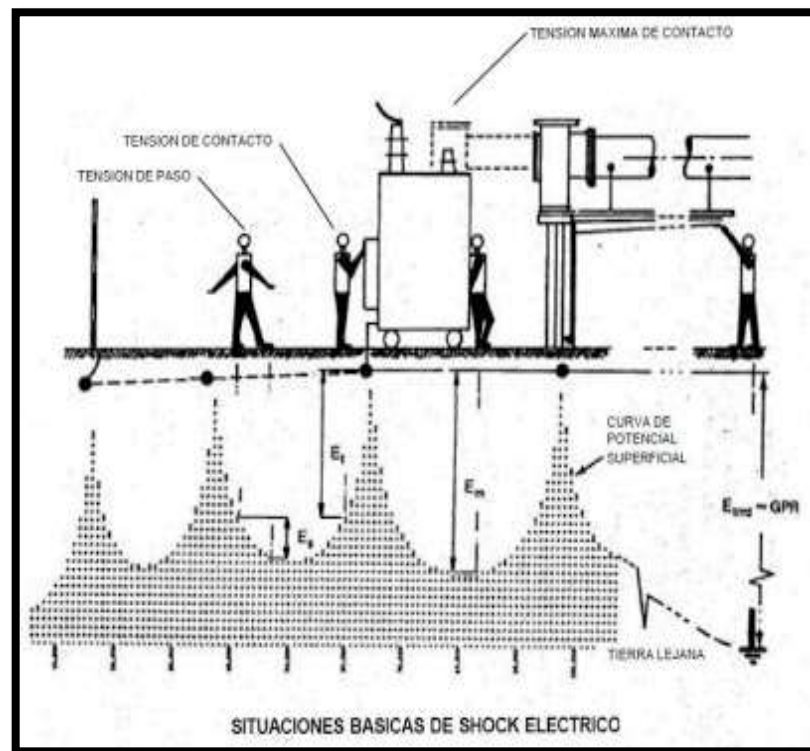 TENSION MAXIMA DE CONTACTO
TENSION DE CONTACTO
TENSION DE PASO
CURVA DE
POTENCIAL
SUPERFICIAL
Et
Es
Em
Etrrd ~ GPR
TIERRA LEJANA
SITUACIONES BASICAS DE SHOCK ELECTRICO